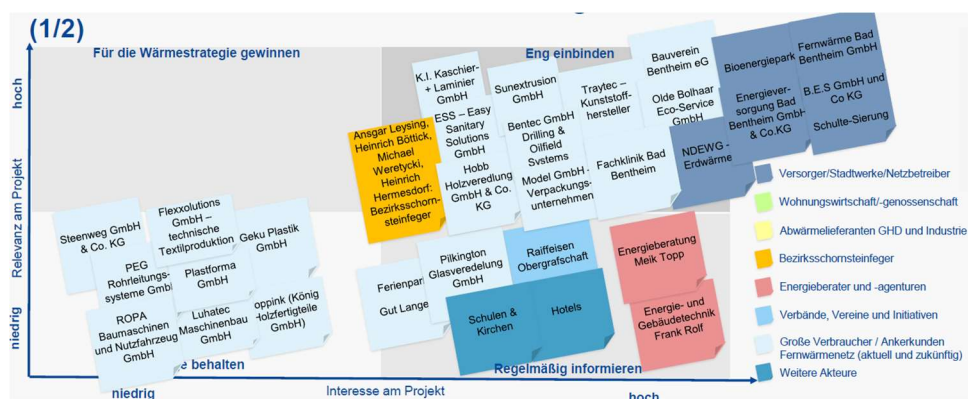 (1/2)
Für die Wärmestrategie gewinnen
Eng einbinden
hoch
Relevanz am Projekt
niedrig
K.I. Kaschier-
+ Laminier
GmbH
Sunextrusion
GmbH
Traytec –
Kunststoff-
hersteller
Bauverein
Bentheim eG
Bioenergiepark
Fernwärme Bad
Bentheim GmbH
Ansgar Leysing,
Heinrich Böttick,
Michael
Weretycki,
Heinrich
Hermesdorf:
Bezirksschorn-
steinfeger
ESS – Easy
Sanitary
Solutions
GmbH
Bentec GmbH
Drilling &
Oilfield
Systems
Olde Bolhaar
Eco-Service
GmbH
Energiever-
sorgung Bad
Bentheim GmbH
& Co.KG
B.E.S GmbH und
Co KG
Schulte-Sierung
Hobb
Holzveredlung
GmbH & Co.
KG
Model GmbH -
Verpackungs-
unternehmen
Fachklinik Bad
Bentheim
NDEWG -
Erdwärme
Steenweg GmbH
& Co. KG
Flexxolutions
GmbH –
technische
Textilproduktion
Geku Plastik
GmbH
PEG
Rohrleitungs-
systeme GmbH
Plastforma
GmbH
ROPA
Baumaschinen
und Nutzfahrzeug
GmbH
Luhatec
Maschinenbau
GmbH
oppink (König
Holzfertigteile
GmbH)
Ferienpar
Gut Lange
Pilkington
Glasveredelung
GmbH
Raiffeisen
Obergrafschaft
Energieberatung
Meik Topp
Schulen &
Kirchen
Hotels
Energie- und
Gebäudetechnik
Frank Rolf
e behalten
Regelmäßig informieren
niedrig
Interesse am Projekt
hoch
Versorger/Stadtwerke/Netzbetreiber
Wohnungswirtschaft/-genossenschaft
Abwärmelieferanten GHD und Industrie
Bezirksschornsteinfeger
Energieberater und -agenturen
Verbände, Vereine und Initiativen
Große Verbraucher / Ankerkunden
Fernwärmenetz (aktuell und zukünftig)
Weitere Akteure